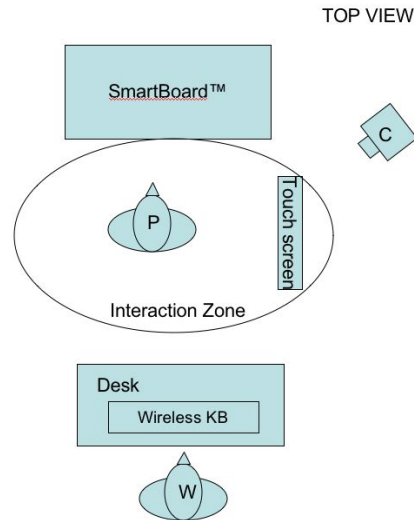 TOP VIEW
SmartBoard™
C
Touch screen
P
Interaction Zone
Desk
Wireless KB
W